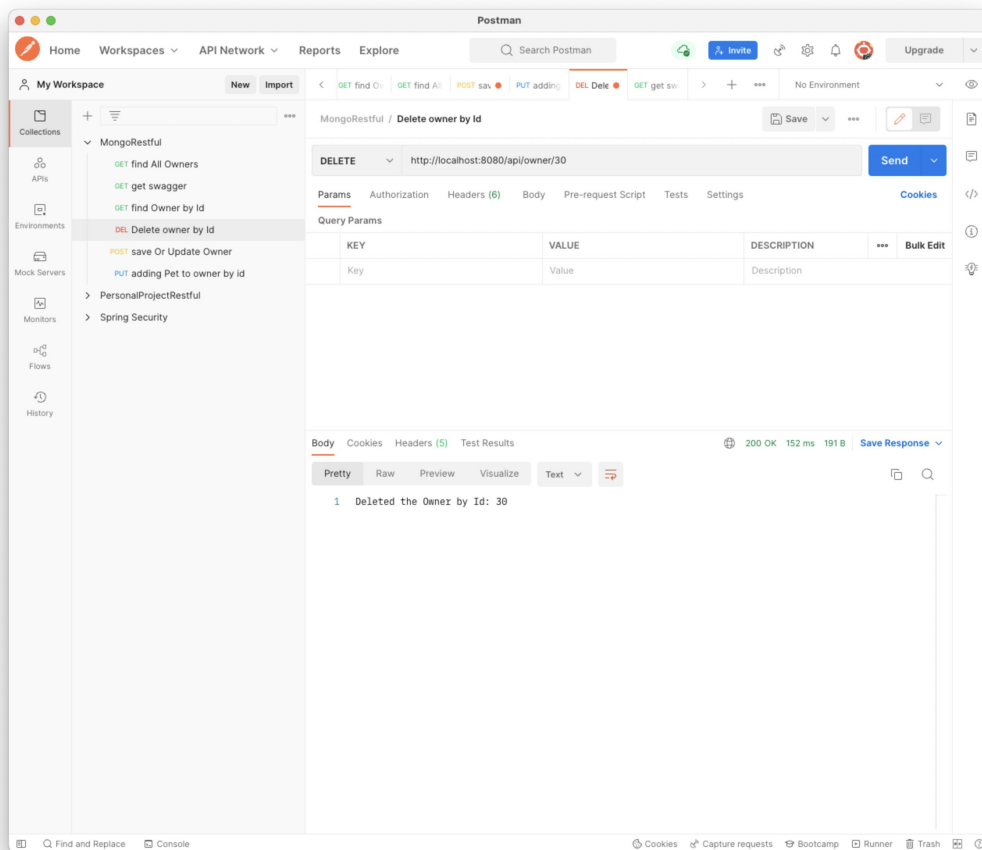 Postman
Home Workspaces API Network Reports Explore Search Postman Invite Upgrade
My Workspace New Import
GET find GET find POST PUT adding DEL Dele GET get No Environment
Collections
APIs
Environments
Mock Servers
Monitors
Flows
History
MongoRestful
GET find All Owners
GET get swagger
GET find Owner by Id
DEL Delete owner by Id
POST save Or Update Owner
PUT adding Pet to owner by id
PersonalProjectRestful
Spring Security
MongoRestful / Delete owner by Id Save
DELETE http://localhost:8080/api/owner/30 Send
Params Authorization Headers (6) Body Pre-request Script Tests Settings Cookies
Query Params
KEY VALUE DESCRIPTION Bulk Edit
Key Value Description
Body Cookies Headers (5) Test Results 200 OK 152 ms 191 B Save Response
Pretty Raw Preview Visualize Text
1 Deleted the Owner by Id: 30
Find and Replace Console Cookies Capture requests Bootcamp Runner Trash